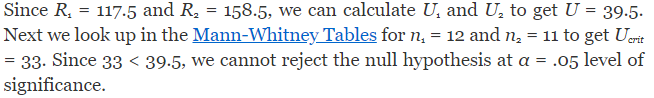 Since R₁ = 117.5 and R₂ = 158.5, we can calculate U₁ and U₂ to get U = 39.5.
Next we look up in the Mann-Whitney Tables for n₁ = 12 and n₂ = 11 to get Ucrit
= 33. Since 33 < 39.5, we cannot reject the null hypothesis at α = .05 level of
significance.